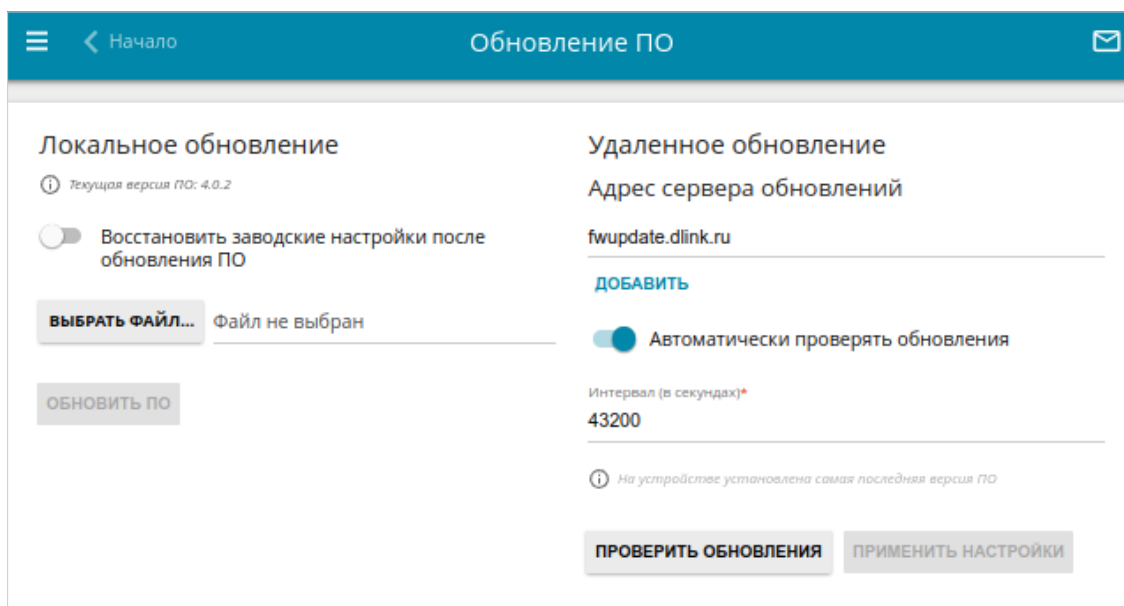 Начало
Обновление ПО
Локальное обновление
Текущая версия ПО: 4.0.2
Восстановить заводские настройки после
обновления ПО
ВЫБРАТЬ ФАЙЛ... Файл не выбран
ОБНОВИТЬ ПО
Удаленное обновление
Адрес сервера обновлений
fwupdate.dlink.ru
ДОБАВИТЬ
Автоматически проверять обновления
Интервал (в секундах)*
43200
На устройстве установлена самая последняя версия ПО
ПРОВЕРИТЬ ОБНОВЛЕНИЯ ПРИМЕНИТЬ НАСТРОЙКИ